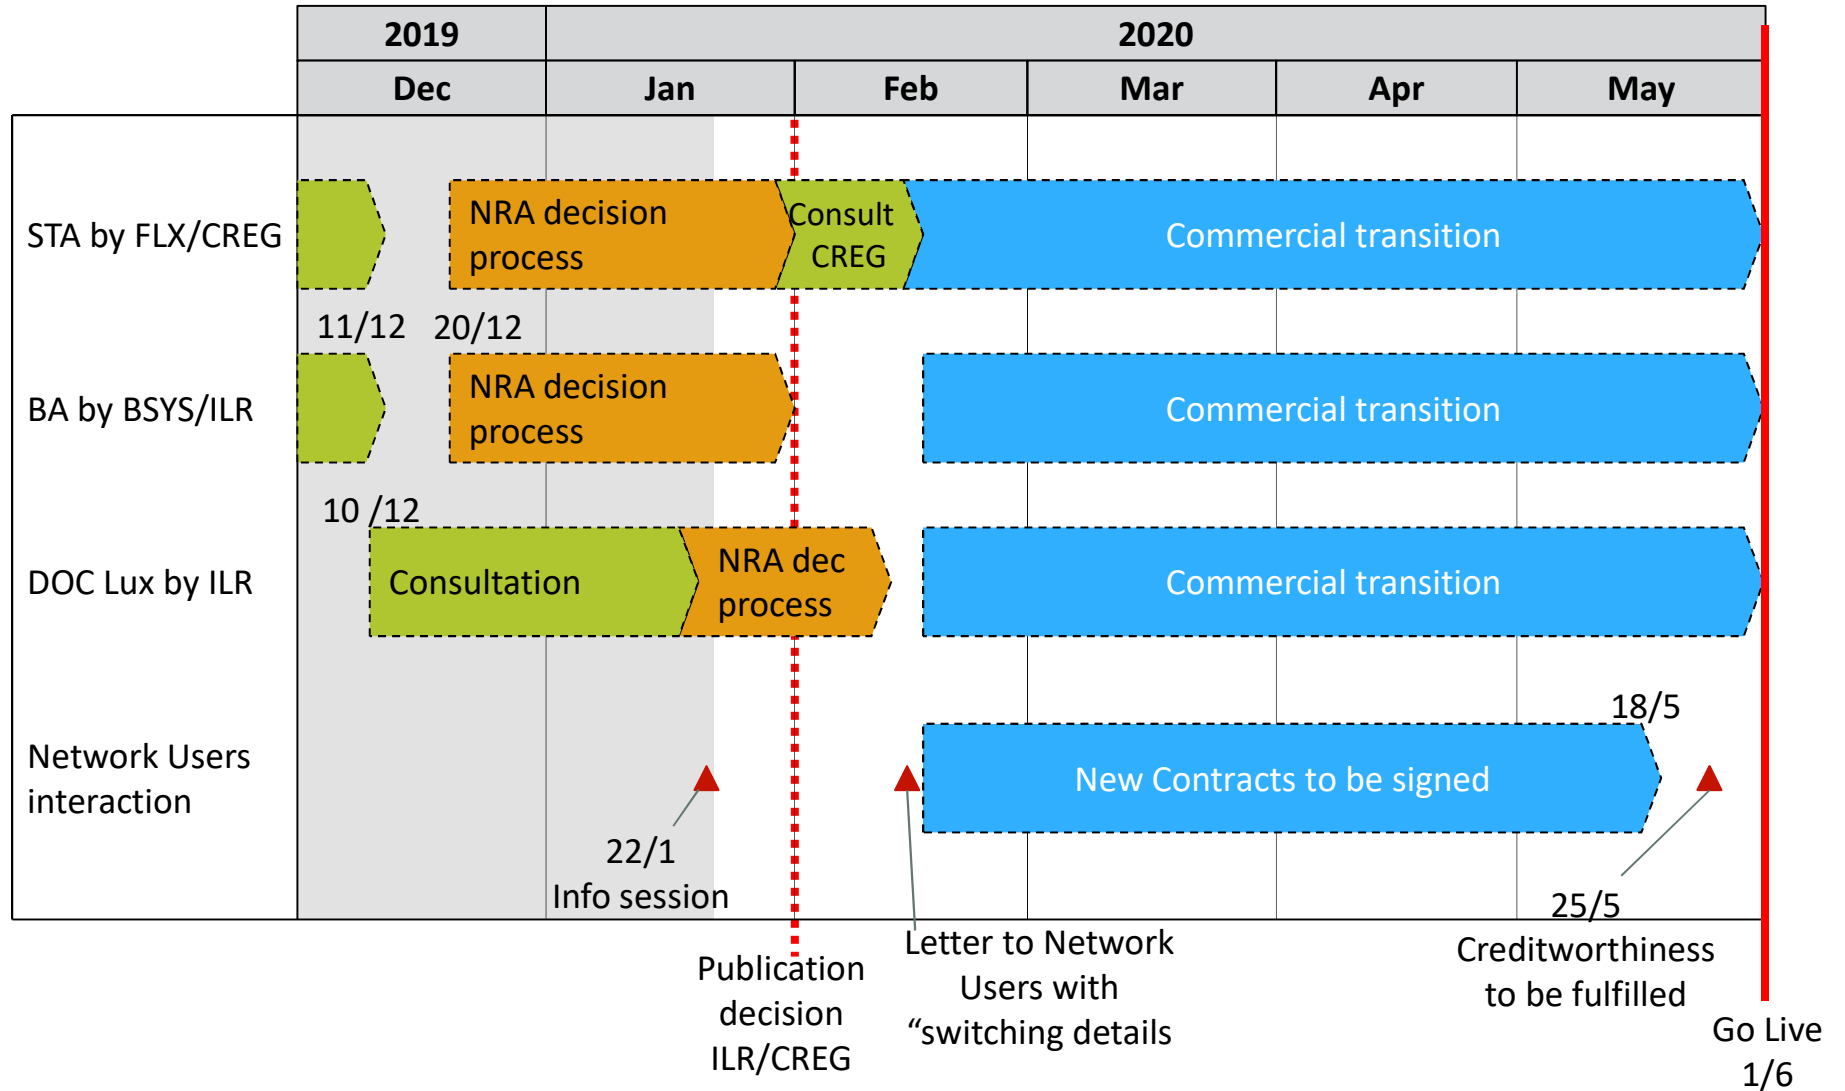 2019
2020
Dec
Jan
Feb
Mar
Apr
May
STA by FLX/CREG
NRA decision
process
Consult
CREG
Commercial transition
11/12
20/12
BA by BSYS/ILR
NRA decision
process
Commercial transition
10 /12
DOC Lux by ILR
Consultation
NRA dec
process
Commercial transition
Network Users
interaction
18/5
New Contracts to be signed
22/1
Info session
25/5
Creditworthiness
to be fulfilled
Publication
decision
ILR/CREG
Letter to Network
Users with
“switching details
Go Live
1/6